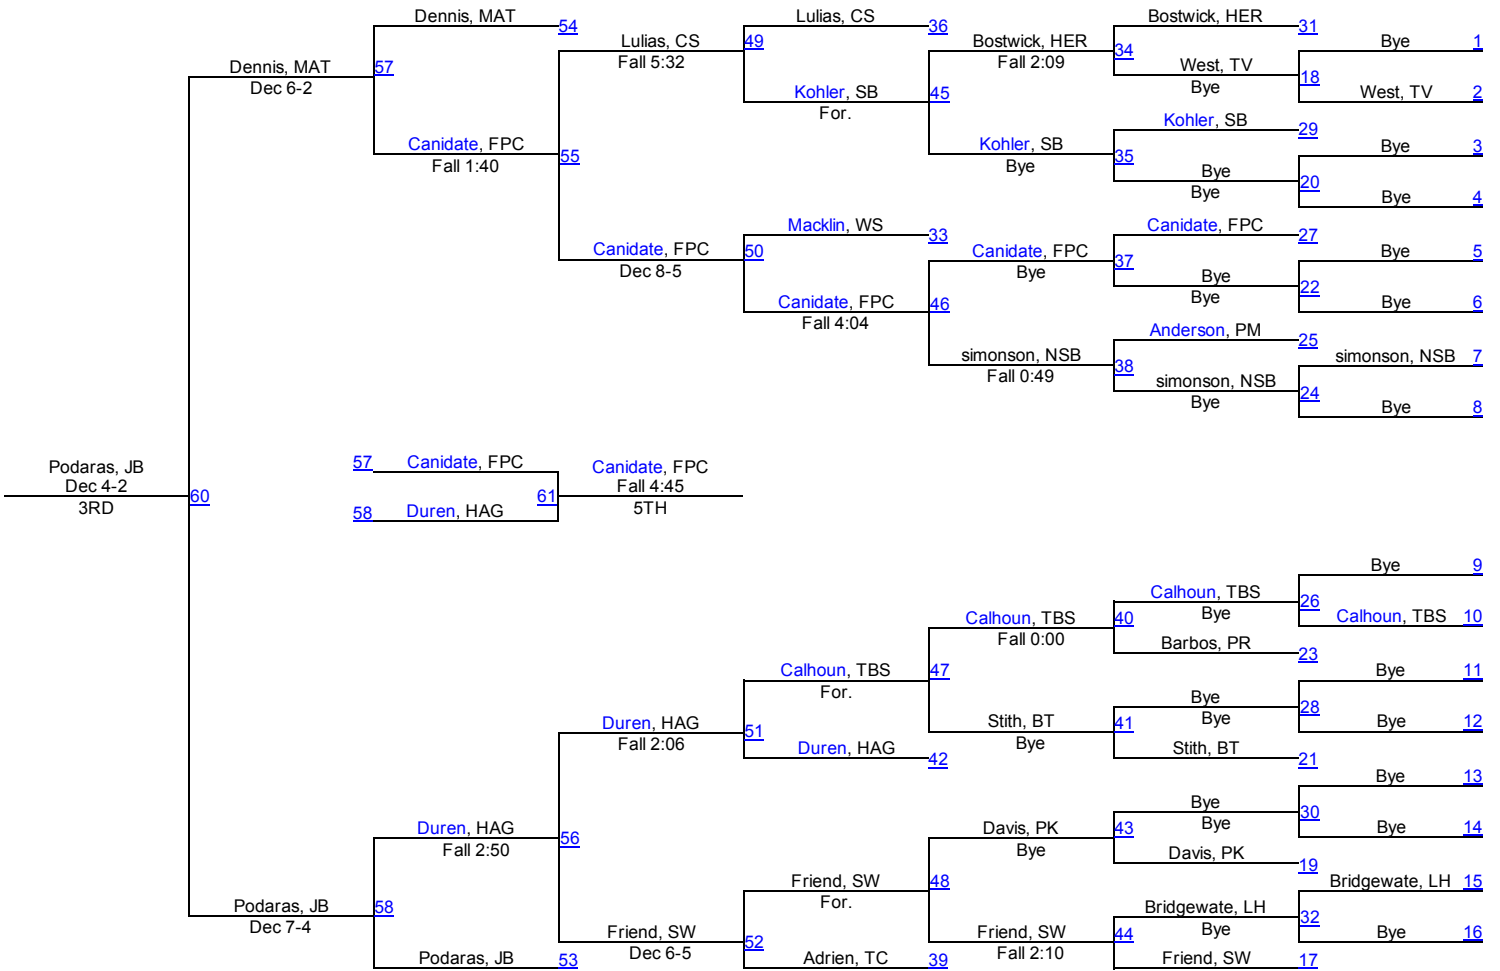 Dennis, MAT 54
Lulias, CS 36
Bostwick, HER 31
Lulias, CS 49
Fall 5:32
Bostwick, HER 34
Fall 2:09
Bye 1
Dennis, MAT 57
Dec 6-2
West, TV 18
Bye
Kohler, SB 45
For.
West, TV 2
Kohler, SB 29
Canidate, FPC 55
Fall 1:40
Kohler, SB 35
Bye
Bye 3
Bye 20
Bye
Bye 4
Macklin, WS 33
Canidate, FPC 27
Canidate, FPC 50
Dec 8-5
Canidate, FPC 37
Bye
Bye 5
Bye 22
Bye
Canidate, FPC 46
Fall 4:04
Bye 6
Anderson, PM 25
simonson, NSB 38
Fall 0:49
simonson, NSB 7
simonson, NSB 24
Bye
Bye 8
Podaras, JB 60
Dec 4-2
3RD
57 Canidate, FPC
Canidate, FPC
Fall 4:45
61 5TH
58 Duren, HAG
Bye 9
Calhoun, TBS 26
Bye
Calhoun, TBS 40
Fall 0:00
Calhoun, TBS 10
Barbos, PR 23
Calhoun, TBS 47
For.
Bye 11
Bye 28
Bye
Duren, HAG 51
Fall 2:06
Stith, BT 41
Bye
Bye 12
Duren, HAG 42
Stith, BT 21
Bye 13
Bye 30
Bye
Duren, HAG 56
Fall 2:50
Davis, PK 43
Bye
Bye 14
Davis, PK 19
Friend, SW 48
For.
Bridgewate, LH 15
Podaras, JB 58
Dec 7-4
Bridgewate, LH 32
Bye
Friend, SW 52
Dec 6-5
Friend, SW 44
Fall 2:10
Bye 16
Podaras, JB 53
Adrien, TC 39
Friend, SW 17